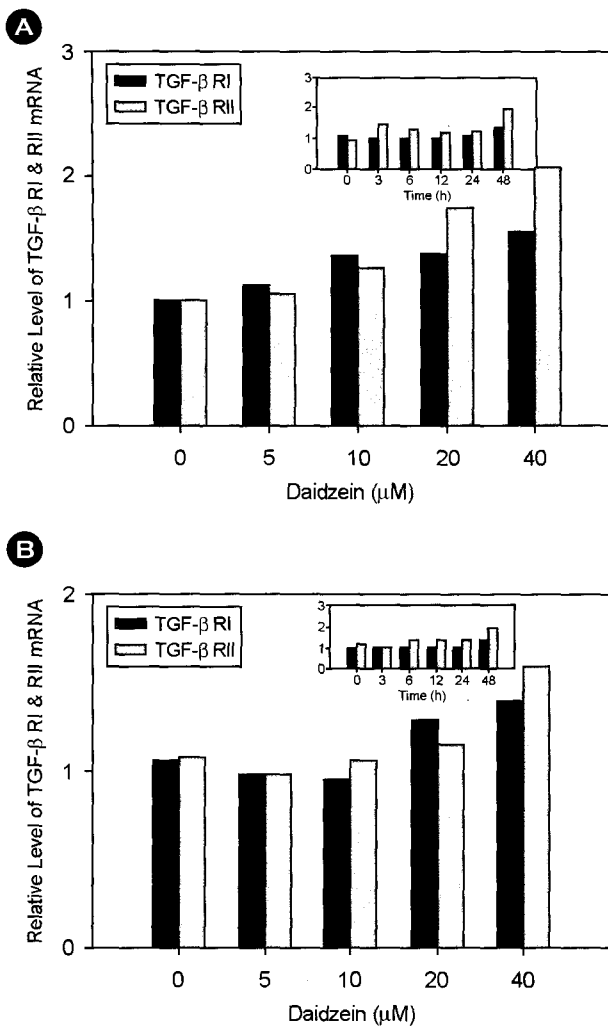 A
Relative Level of TGF-β RI & RII mRNA
3
2
1
0
TGF-β RI
TGF-β RII
3
2
1
0
0 3 6 12 24 48
Time (h)
0 5 10 20 40
Daidzein (μM)
B
Relative Level of TGF-β RI & RII mRNA
2
1
0
TGF-β RI
TGF-β RII
3
2
1
0
0 3 6 12 24 48
Time (h)
0 5 10 20 40
Daidzein (μM)